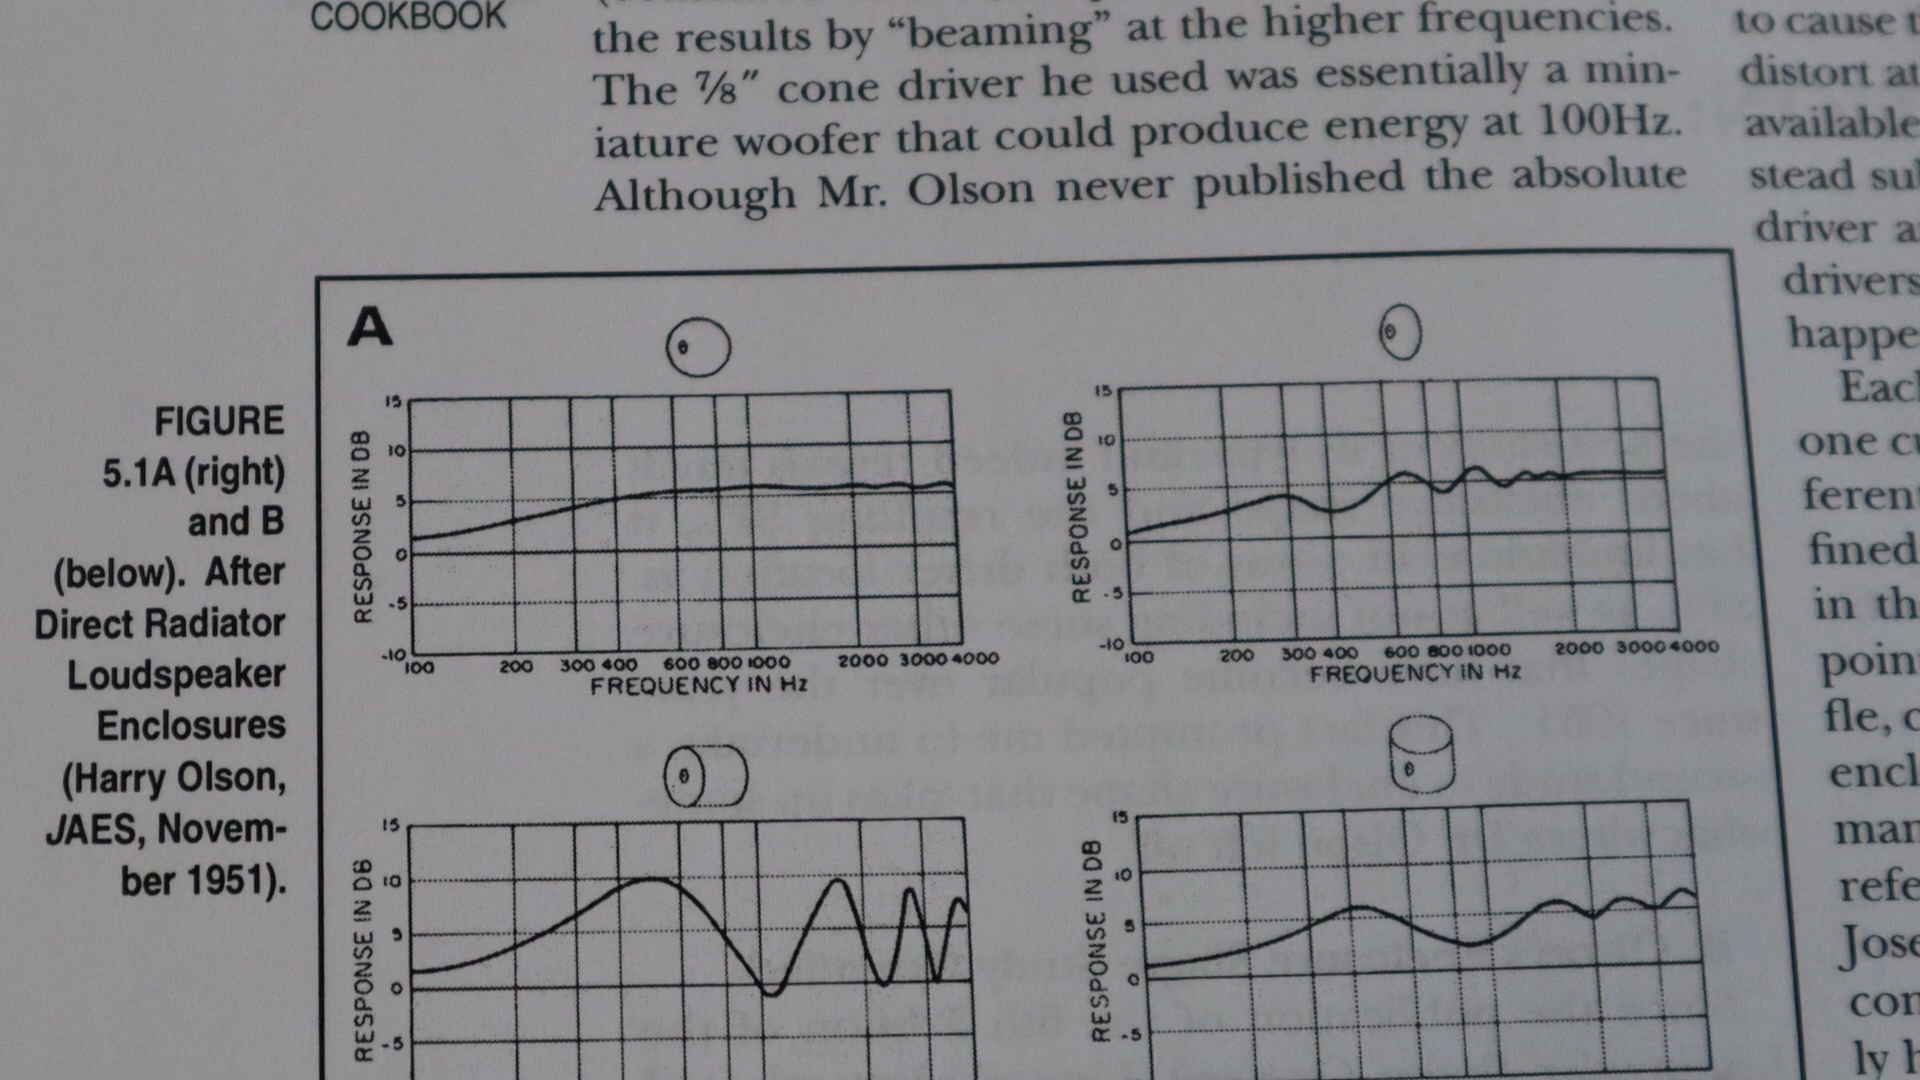 COOKBOOK
the results by “beaming” at the higher frequencies.
The ⅞″ cone driver he used was essentially a min-
iature woofer that could produce energy at 100Hz.
Although Mr. Olson never published the absolute
to cause
distort at
available
stead
driver
drivers
Each
one
in
man
FIGURE
5.1A (right)
and B
(below). After
Direct Radiator
Loudspeaker
Enclosures
(Harry Olson,
JAES, Novem-
ber 1951).
A
RESPONSE IN DB
15
10
5
0
-5
-10
100 200 300 400 600 800 1000 2000 3000 4000
FREQUENCY IN Hz
RESPONSE IN DB
15
10
5
0
-5
-10
100 200 300 400 600 800 1000 2000 3000 4000
FREQUENCY IN Hz
RESPONSE IN DB
15
10
5
0
-5
RESPONSE IN DB
15
10
5
0
-5